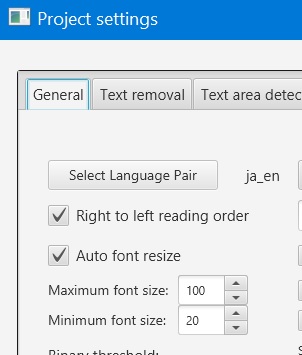 Project settings
General Text removal Text area detec
Select Language Pair ja_en
Right to left reading order
Auto font resize
Maximum font size: 100
Minimum font size: 20
Binary threshold: